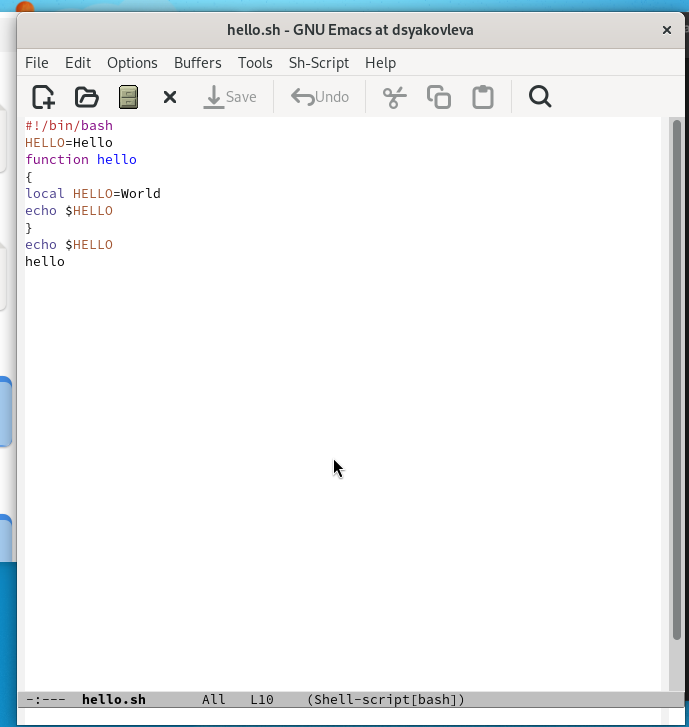 hello.sh - GNU Emacs at dsyakovleva
File Edit Options Buffers Tools Sh-Script Help
Save Undo
#!/bin/bash
HELLO=Hello
function hello
{
local HELLO=World
echo $HELLO
}
echo $HELLO
hello
-:--- hello.sh All L10 (Shell-script[bash])